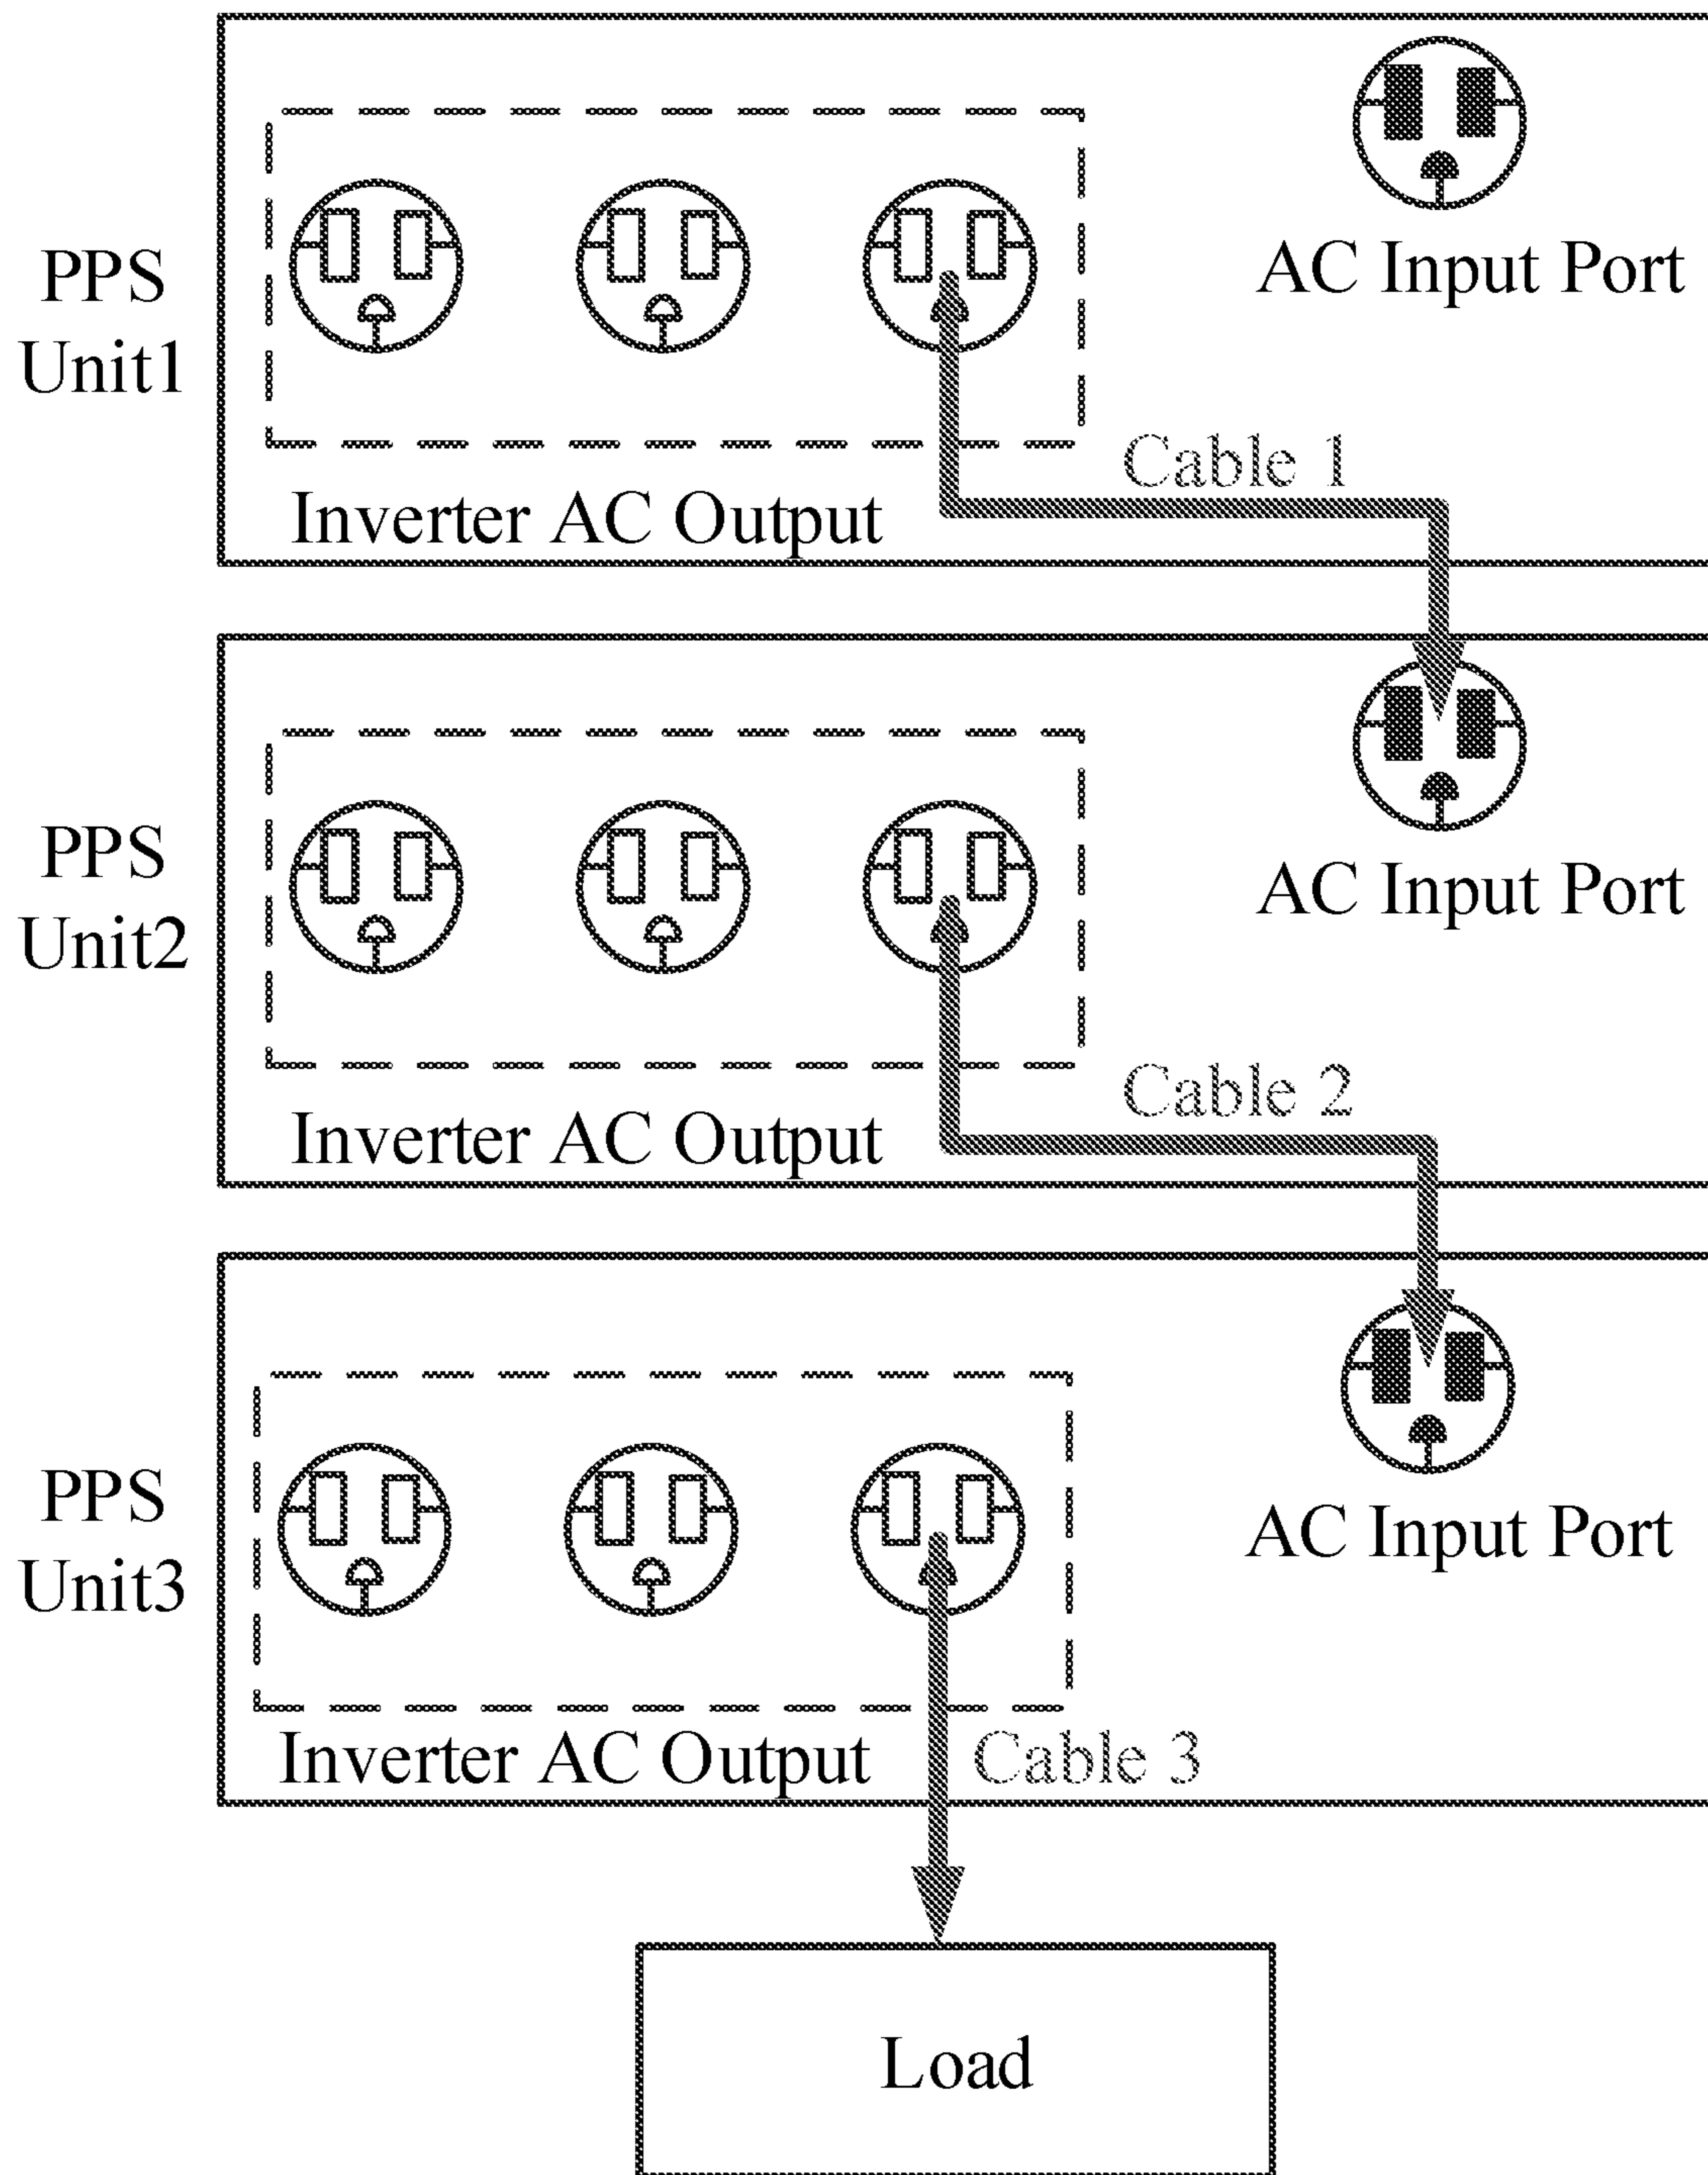 AC Input Port
PPS
Unit1
Cable 1
Inverter AC Output
PPS
Unit2
AC Input Port
Cable 2
Inverter AC Output
PPS
Unit3
AC Input Port
Inverter AC Output
Cable 3
Load